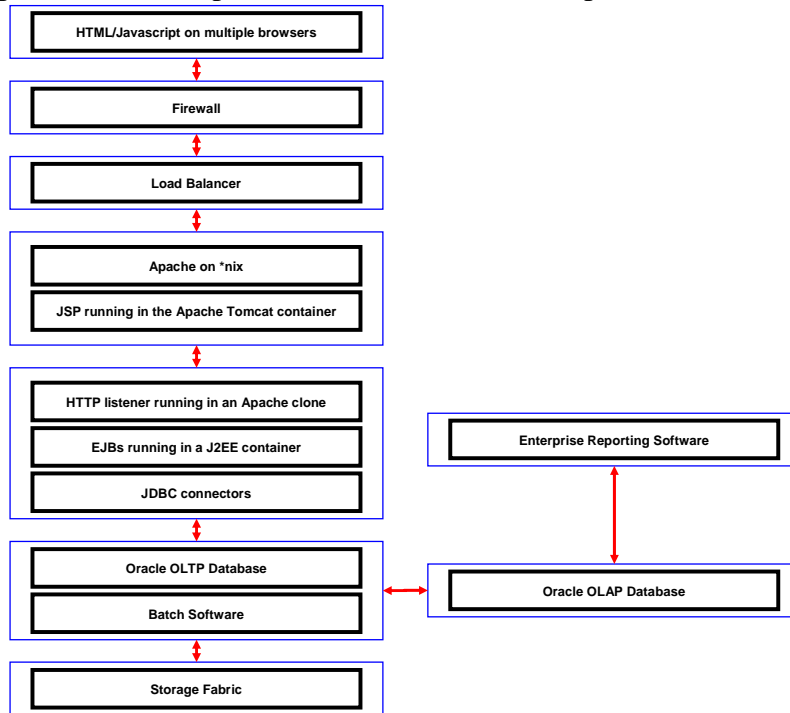 HTML/Javascript on multiple browsers
Firewall
Load Balancer
Apache on *nix
JSP running in the Apache Tomcat container
HTTP listener running in an Apache clone
EJBs running in a J2EE container
JDBC connectors
Enterprise Reporting Software
Oracle OLTP Database
Batch Software
Oracle OLAP Database
Storage Fabric